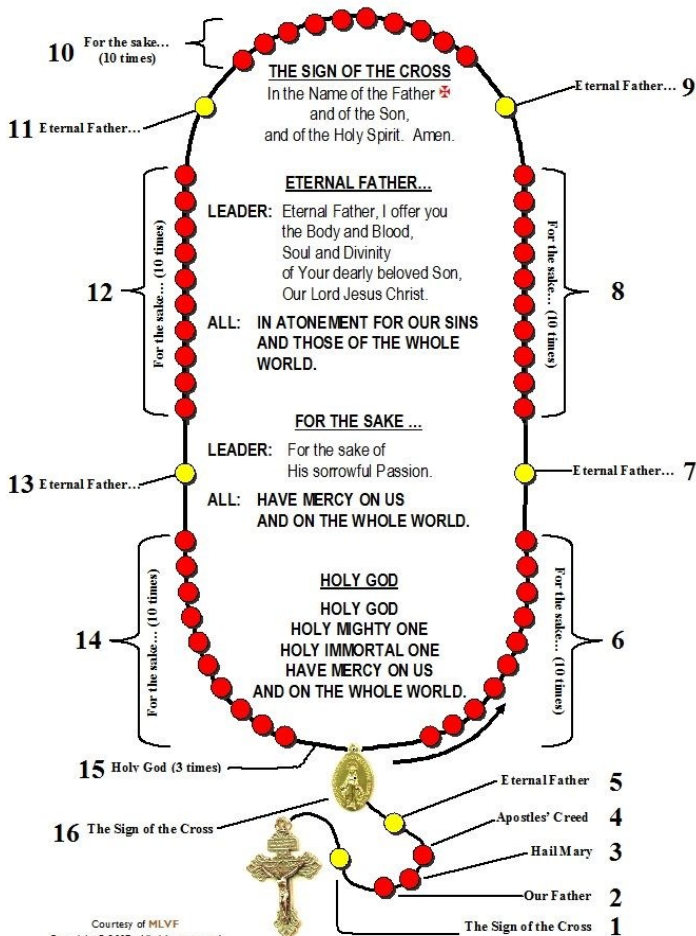 10 For the sake...
(10 times)
THE SIGN OF THE CROSS
In the Name of the Father ✠
and of the Son,
and of the Holy Spirit. Amen.
Eternal Father... 9
11 Eternal Father...
ETERNAL FATHER...
LEADER: Eternal Father, I offer you
the Body and Blood,
Soul and Divinity
of Your dearly beloved Son,
Our Lord Jesus Christ.
ALL: IN ATONEMENT FOR OUR SINS
AND THOSE OF THE WHOLE
WORLD.
12 For the sake... (10 times)
For the sake... (10 times) 8
FOR THE SAKE ...
LEADER: For the sake of
His sorrowful Passion.
ALL: HAVE MERCY ON US
AND ON THE WHOLE WORLD.
13 Eternal Father...
Eternal Father... 7
HOLY GOD
HOLY GOD
HOLY MIGHTY ONE
HOLY IMMORTAL ONE
HAVE MERCY ON US
AND ON THE WHOLE WORLD.
14 For the sake... (10 times)
For the sake... (10 times) 6
15 Holy God (3 times)
16 The Sign of the Cross
Eternal Father 5
Apostles' Creed 4
Hail Mary 3
Our Father 2
The Sign of the Cross 1
Courtesy of MLVF